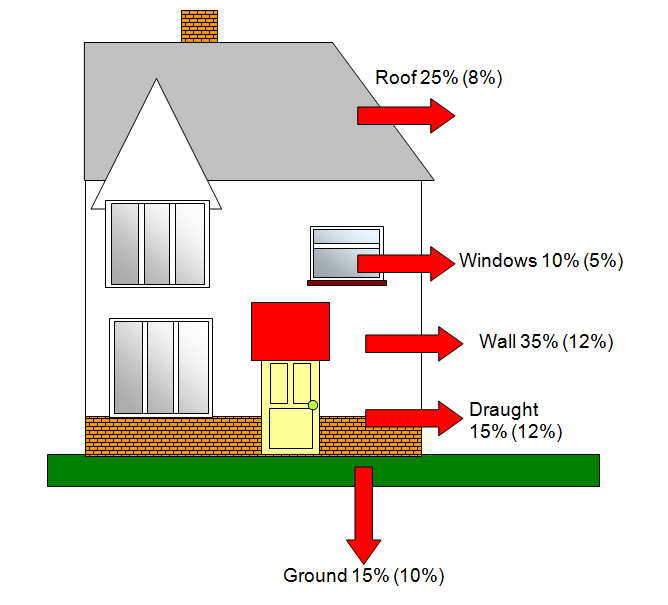 Roof 25% (8%)
Windows 10% (5%)
Wall 35% (12%)
Draught
15% (12%)
Ground 15% (10%)